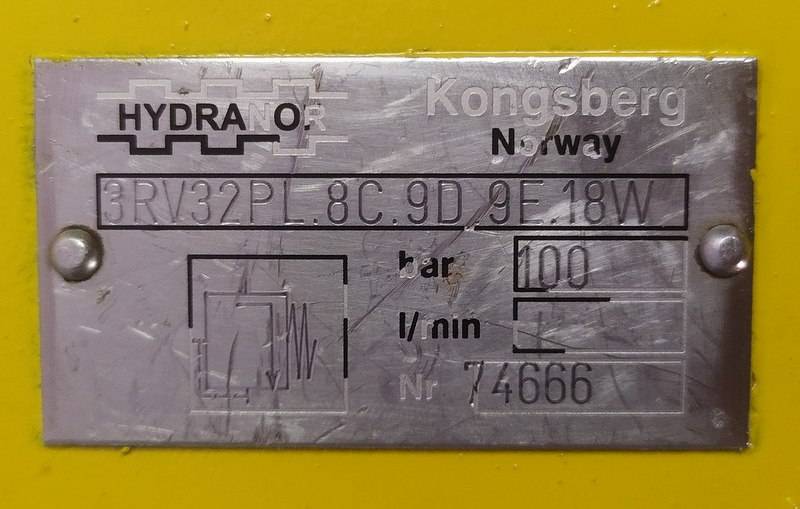 HYDRANOR
Kongsberg
Norway
3RV32PL.8C.9D.9E.18W
bar 100
l/min
Nr 74666